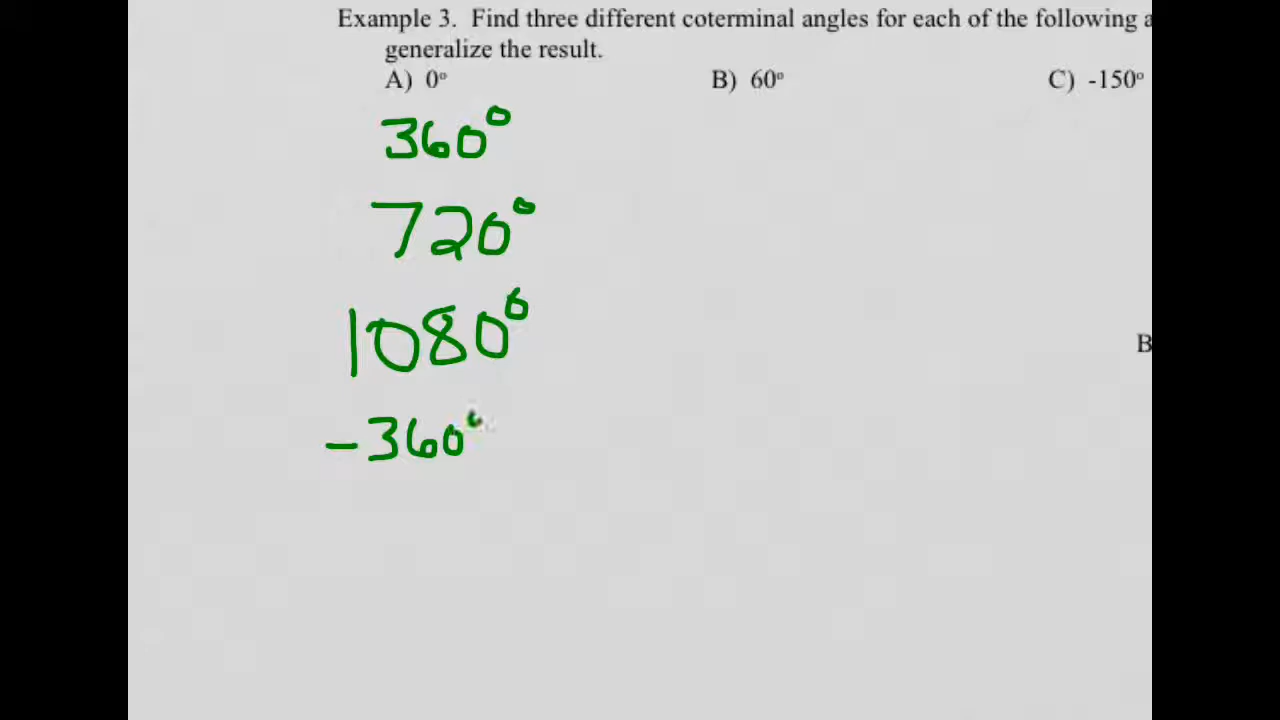 Example 3. Find three different coterminal angles for each of the following a
generalize the result.
A) 0° B) 60° C) -150°
360°
720°
1080°
B
-360°